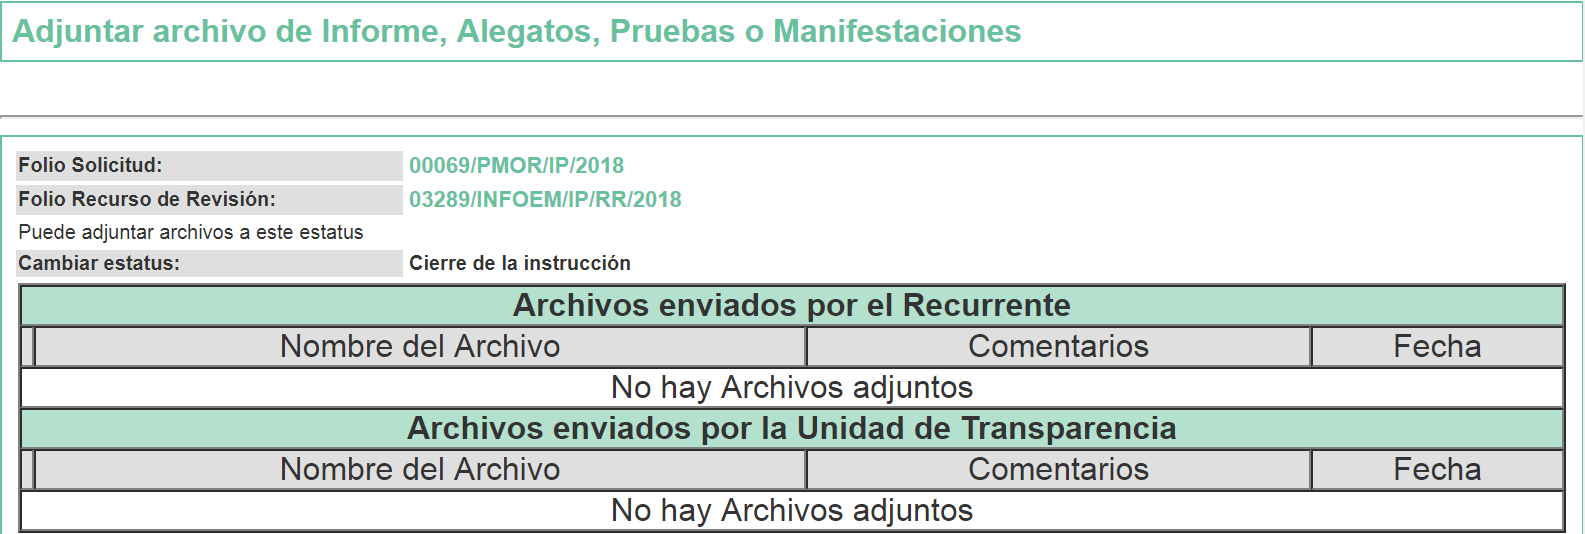 Adjuntar archivo de Informe, Alegatos, Pruebas o Manifestaciones
Folio Solicitud: 00069/PMOR/IP/2018
Folio Recurso de Revisión: 03289/INFOEM/IP/RR/2018
Puede adjuntar archivos a este estatus
Cambiar estatus: Cierre de la instrucción
Archivos enviados por el Recurrente
Nombre del Archivo Comentarios Fecha
No hay Archivos adjuntos
Archivos enviados por la Unidad de Transparencia
Nombre del Archivo Comentarios Fecha
No hay Archivos adjuntos